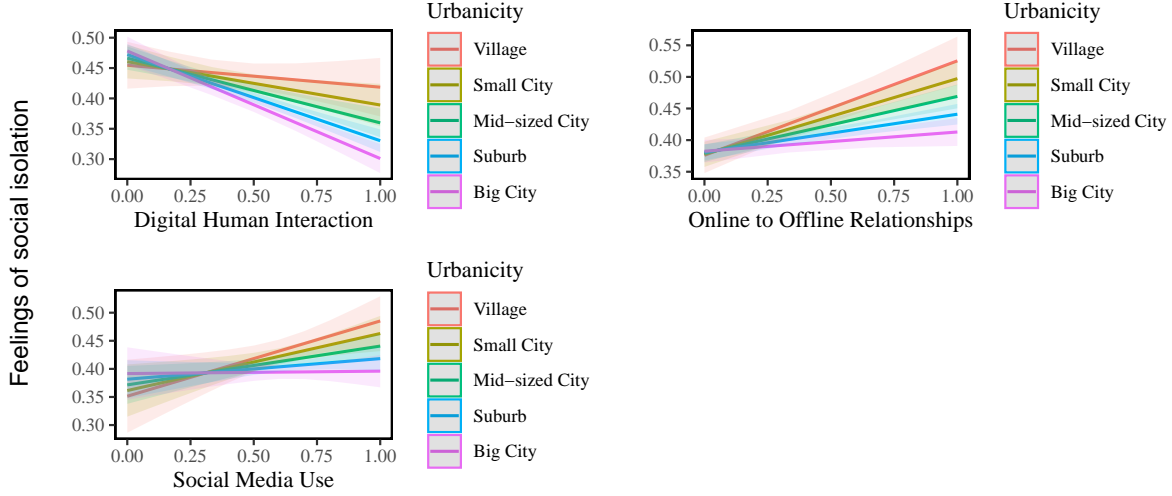 Feelings of social isolation
0.50
0.45
0.40
0.35
0.30
0.00 0.25 0.50 0.75 1.00
Digital Human Interaction
Urbanicity
Village
Small City
Mid−sized City
Suburb
Big City
0.55
0.50
0.45
0.40
0.35
0.00 0.25 0.50 0.75 1.00
Online to Offline Relationships
Urbanicity
Village
Small City
Mid−sized City
Suburb
Big City
0.50
0.45
0.40
0.35
0.30
0.00 0.25 0.50 0.75 1.00
Social Media Use
Urbanicity
Village
Small City
Mid−sized City
Suburb
Big City